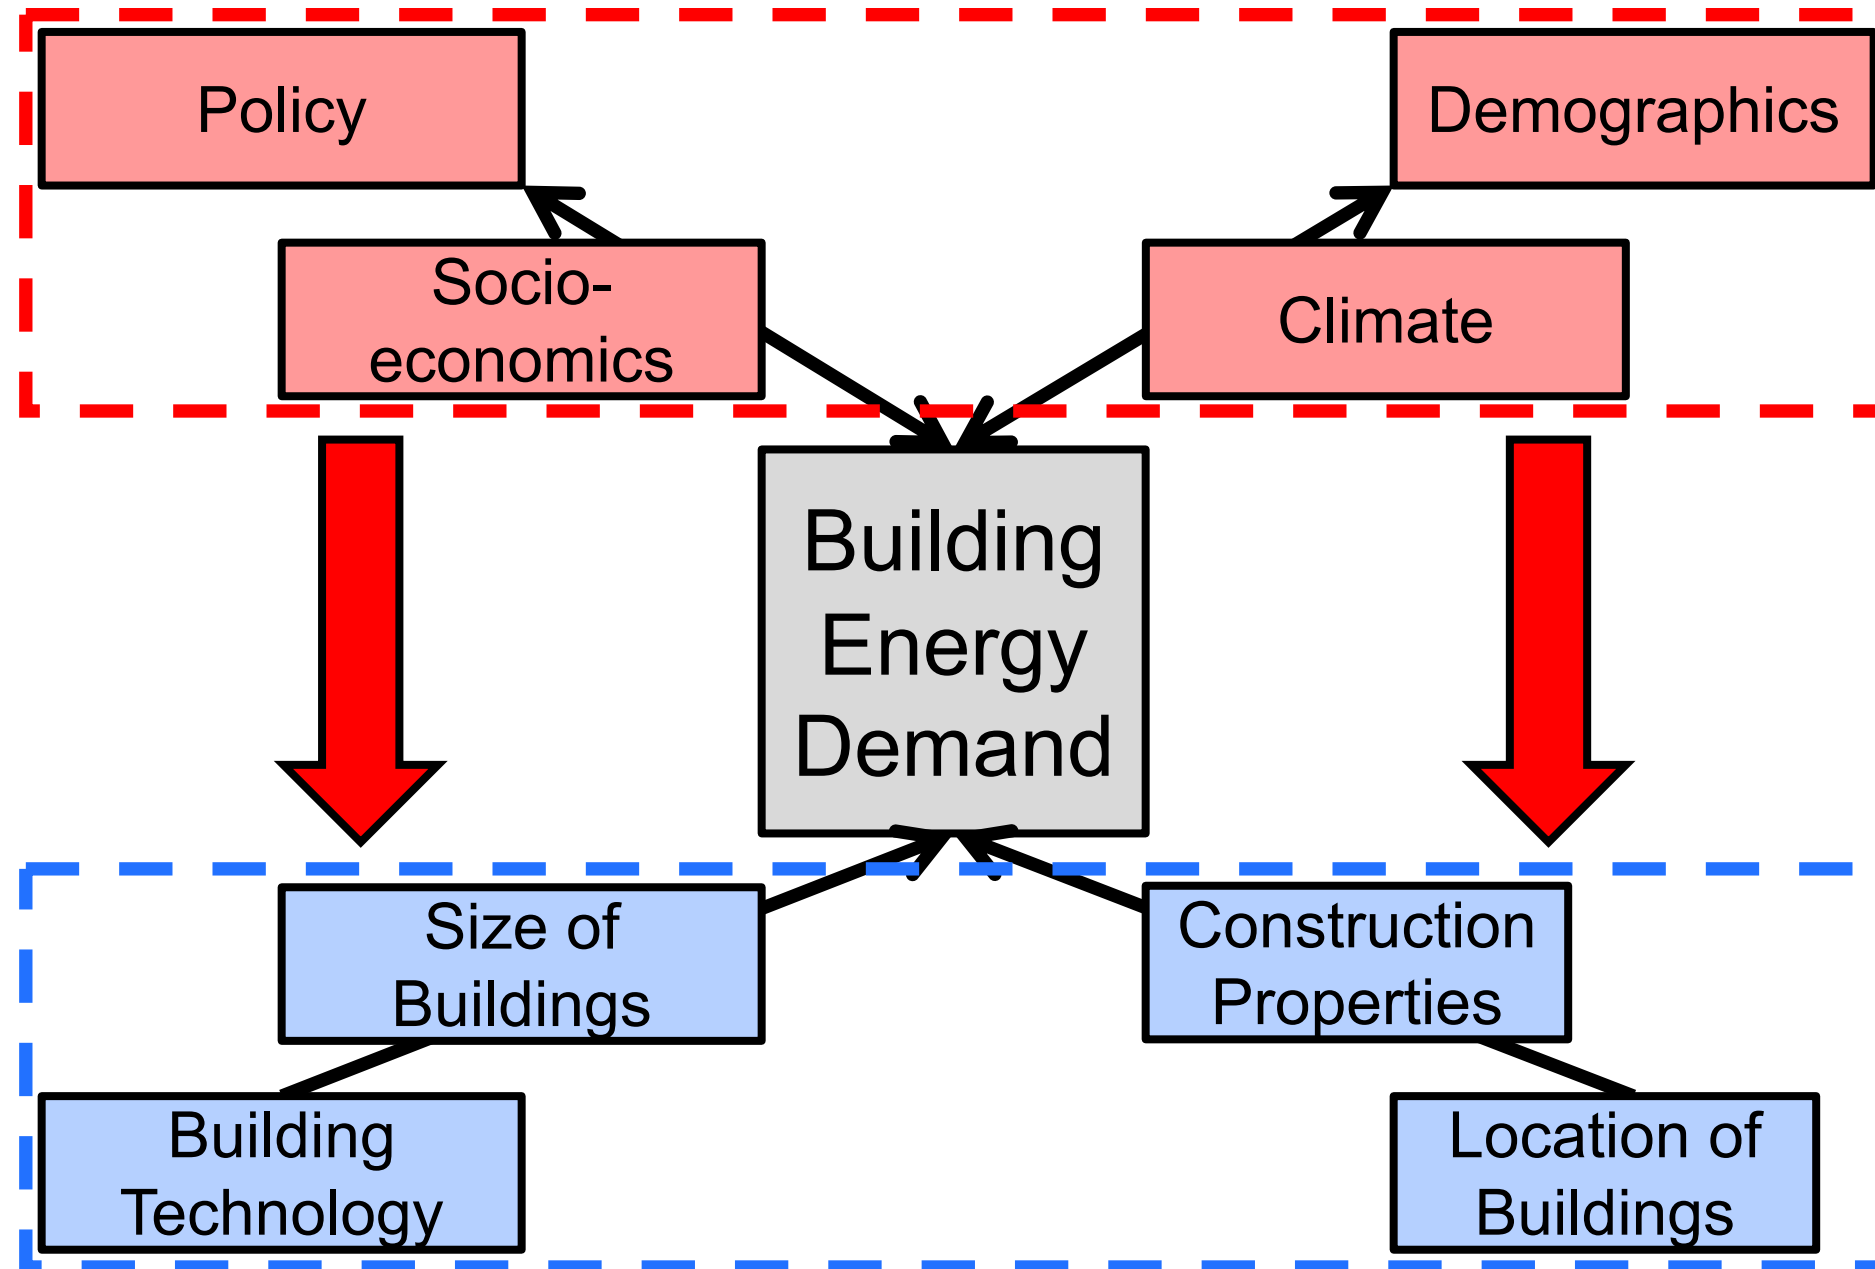 Policy
Demographics
Socio-
economics
Climate
Building
Energy
Demand
Size of
Buildings
Construction
Properties
Building
Technology
Location of
Buildings